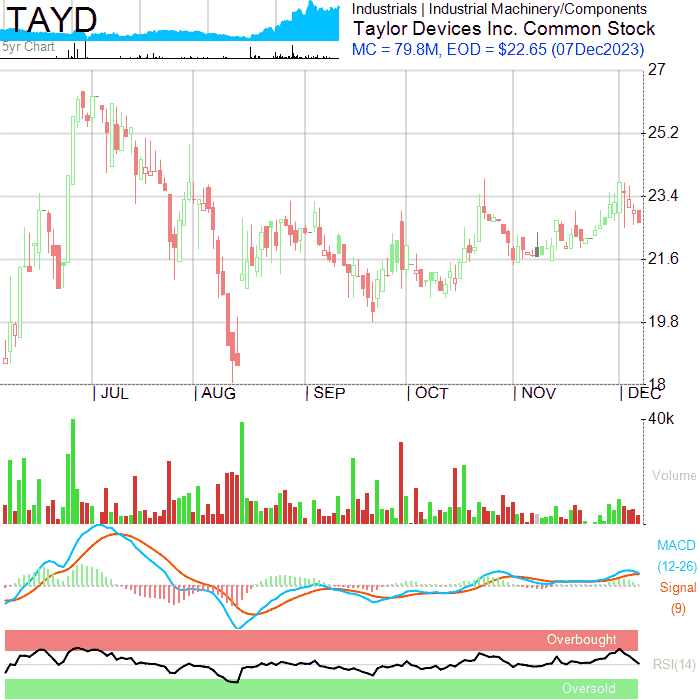 TAYD
5yr Chart
Industrials | Industrial Machinery/Components
Taylor Devices Inc. Common Stock
MC = 79.8M, EOD = $22.65 (07Dec2023)
27
25.2
23.4
21.6
19.8
18
JUL
AUG
SEP
OCT
NOV
DEC
40k
Volume
MACD
(12-26)
Signal
(9)
Overbought
RSI(14)
Oversold